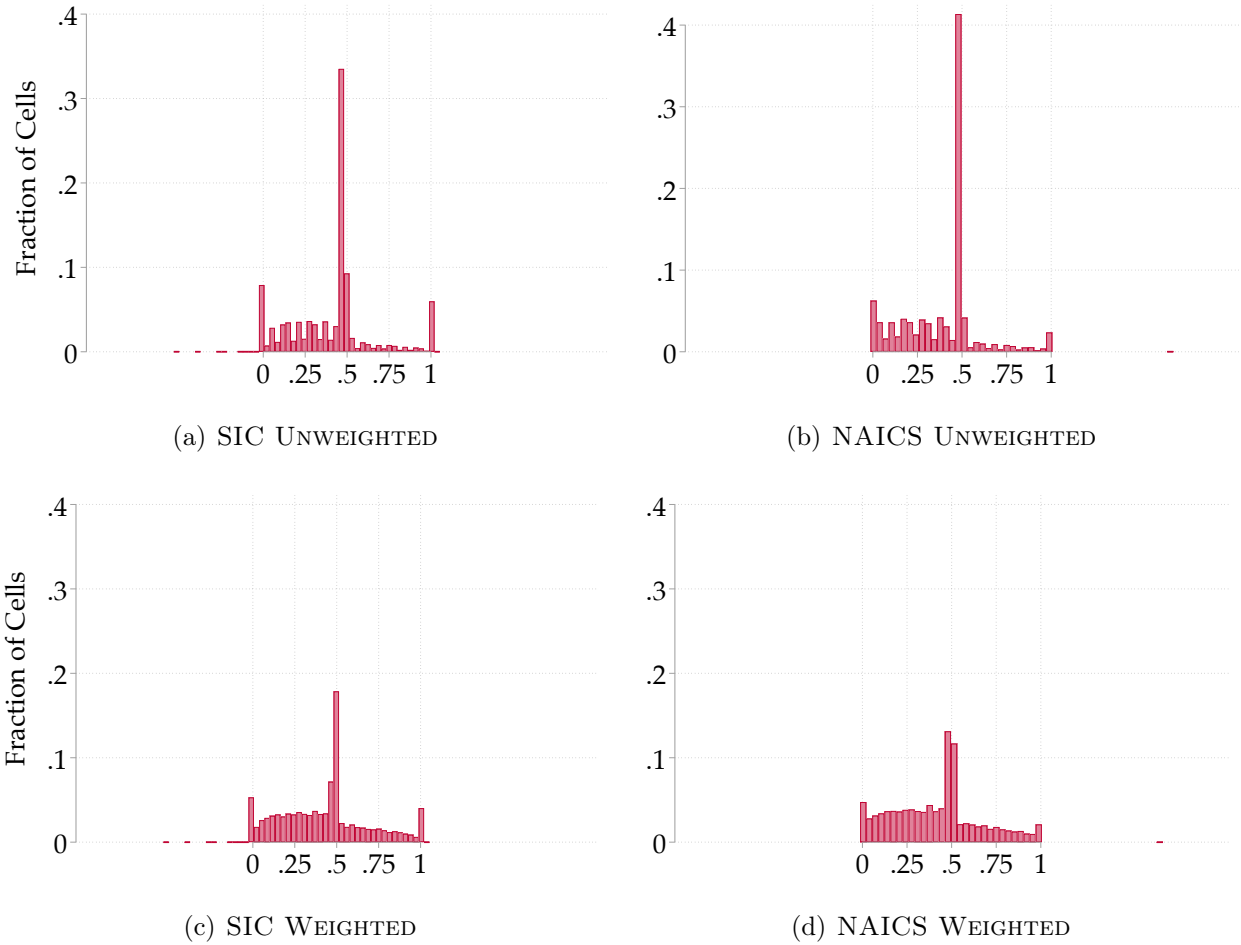 .4
.3
.2
.1
0
Fraction of Cells
0 .25 .5 .75 1
(a) SIC UNWEIGHTED
.4
.3
.2
.1
0
0 .25 .5 .75 1
(b) NAICS UNWEIGHTED
.4
.3
.2
.1
0
Fraction of Cells
0 .25 .5 .75 1
(c) SIC WEIGHTED
.4
.3
.2
.1
0
0 .25 .5 .75 1
(d) NAICS WEIGHTED